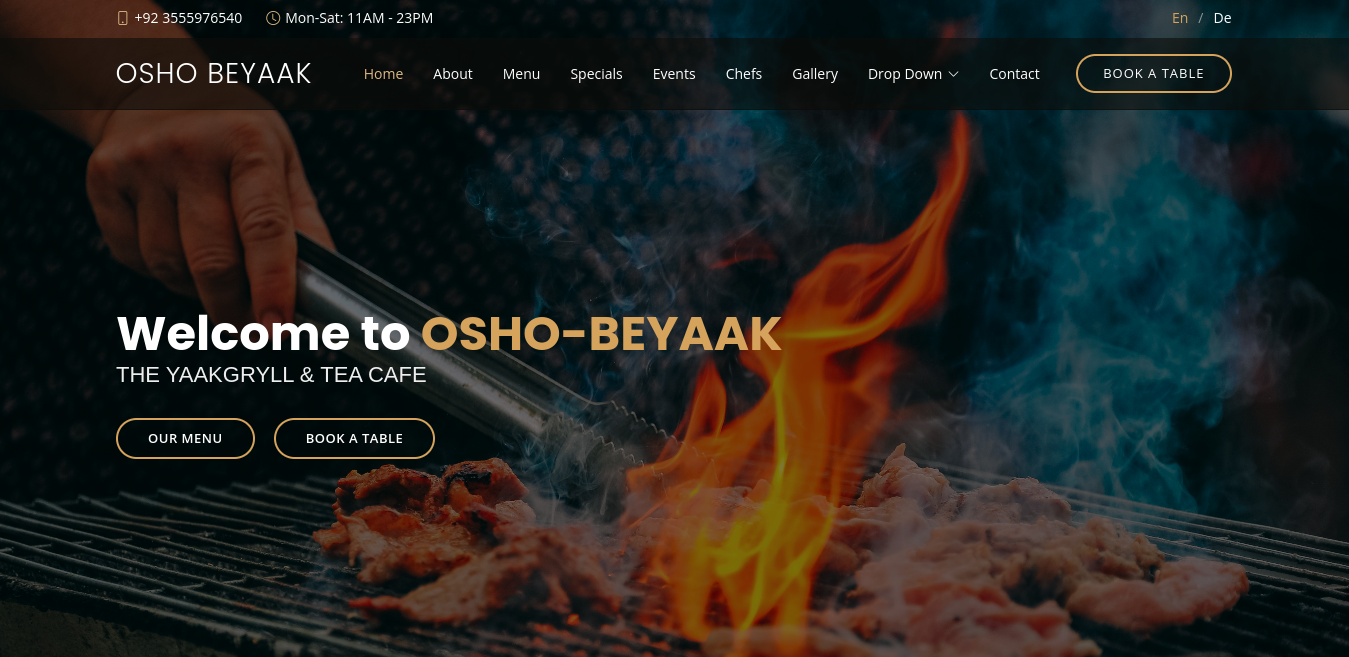 +92 3555976540 Mon-Sat: 11AM - 23PM En / De
OSHO BEYAAK Home About Menu Specials Events Chefs Gallery Drop Down Contact BOOK A TABLE
Welcome to OSHO-BEYAAK
THE YAAKGRYLL & TEA CAFE
OUR MENU BOOK A TABLE